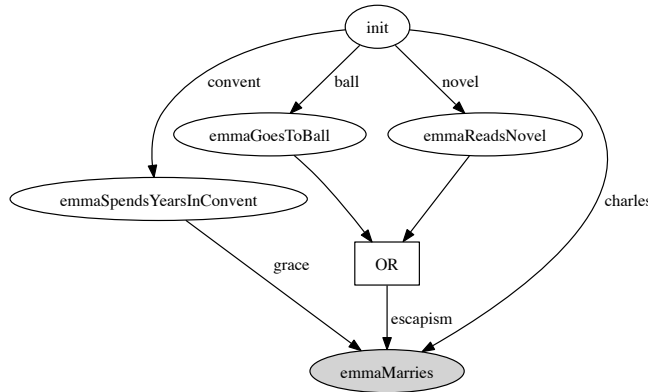 init
convent
ball
novel
emmaGoesToBall
emmaReadsNovel
emmaSpendsYearsInConvent
charles
grace
OR
escapism
emmaMarries